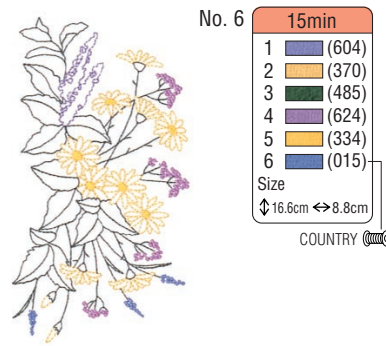 No. 6
15min
1 (604)
2 (370)
3 (485)
4 (624)
5 (334)
6 (015)
Size
↕16.6cm ↔8.8cm
COUNTRY